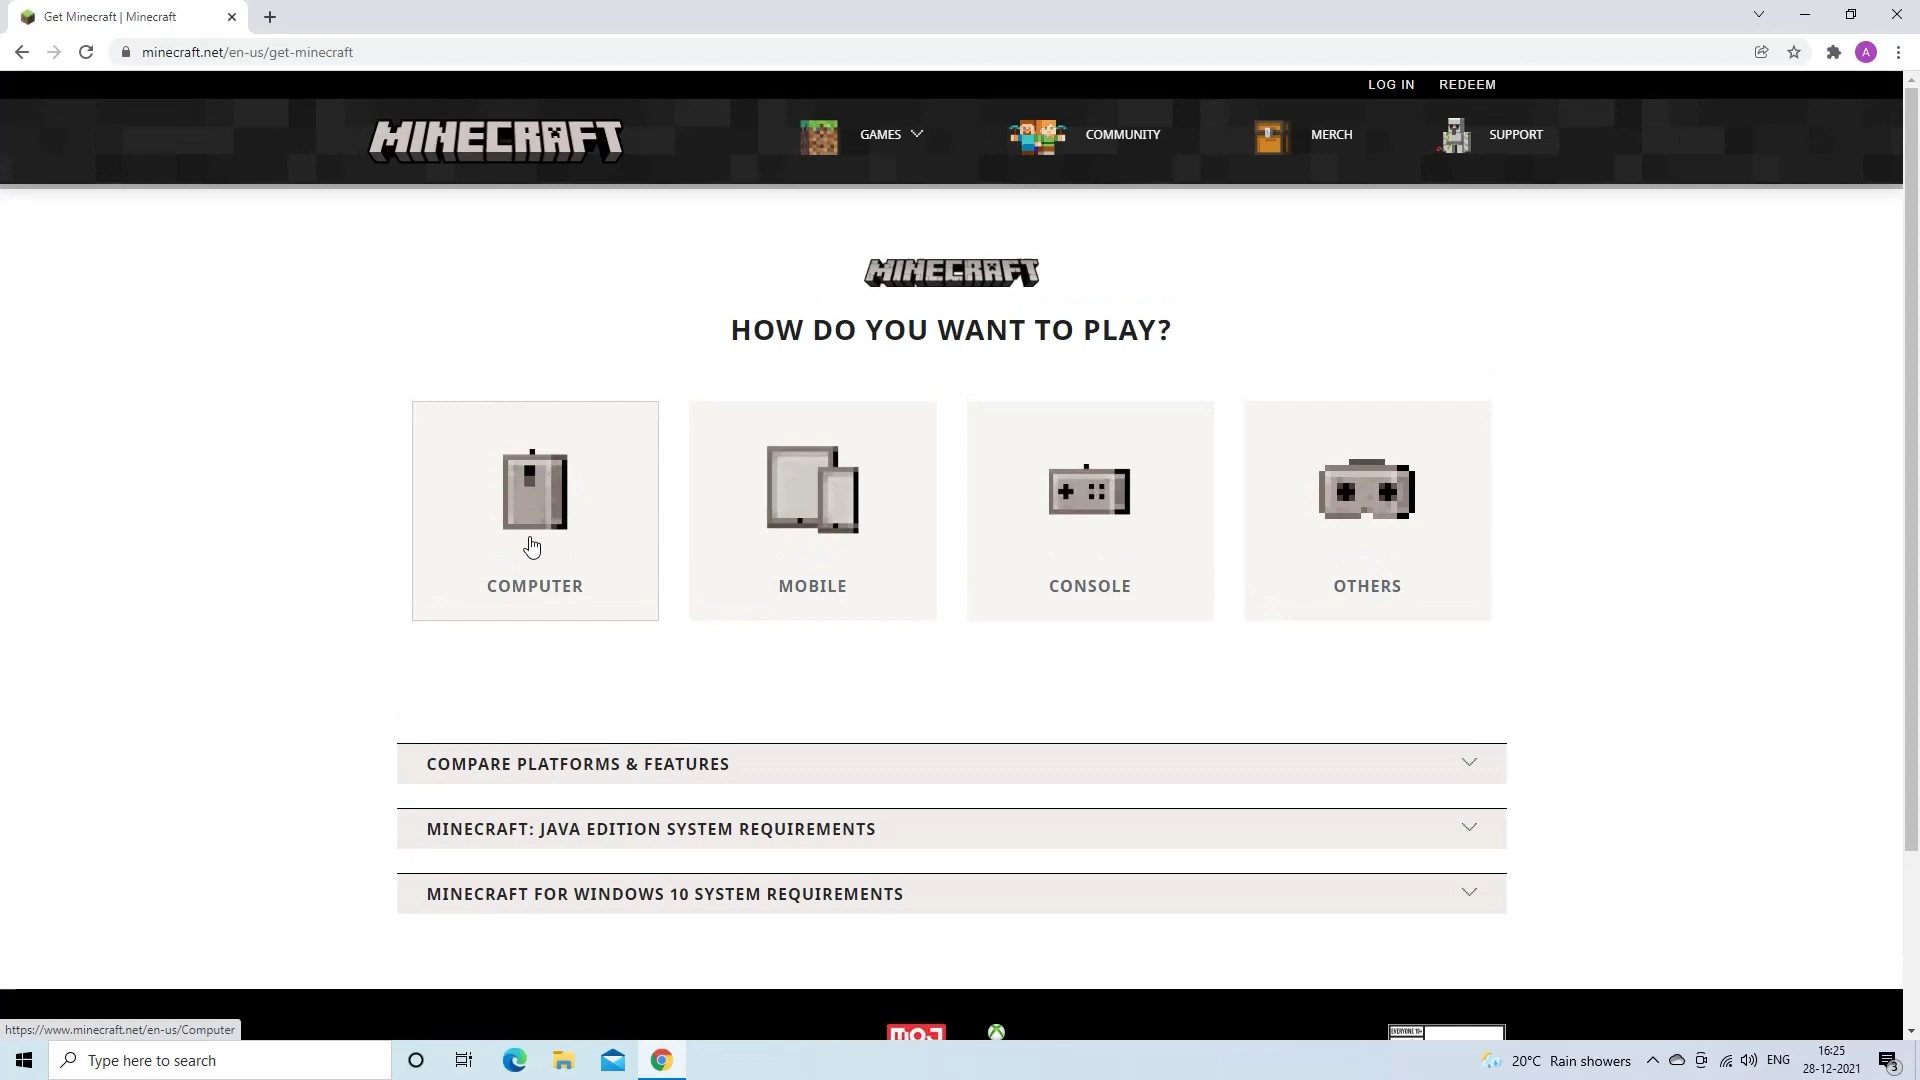 Get Minecraft | Minecraft
minecraft.net/en-us/get-minecraft
A
LOG IN REDEEM
MINECRAFT
GAMES COMMUNITY MERCH SUPPORT
MINECRAFT
HOW DO YOU WANT TO PLAY?
COMPUTER MOBILE CONSOLE OTHERS
COMPARE PLATFORMS & FEATURES
MINECRAFT: JAVA EDITION SYSTEM REQUIREMENTS
MINECRAFT FOR WINDOWS 10 SYSTEM REQUIREMENTS
EVERYONE 10+
https://www.minecraft.net/en-us/Computer
Type here to search
20°C Rain showers
ENG
16:25
28-12-2021
3